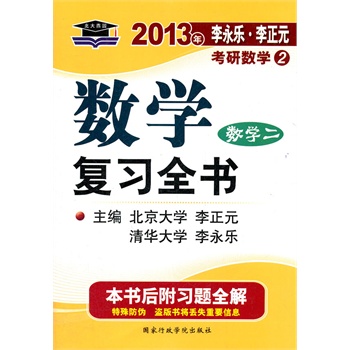 北大燕园
2013年 李永乐·李正元
考研数学②
数学
数学二
复习全书
主编 北京大学 李正元
清华大学 李永乐
本书后附习题全解
特殊防伪 盗版书将丢失重要信息
国家行政学院出版社